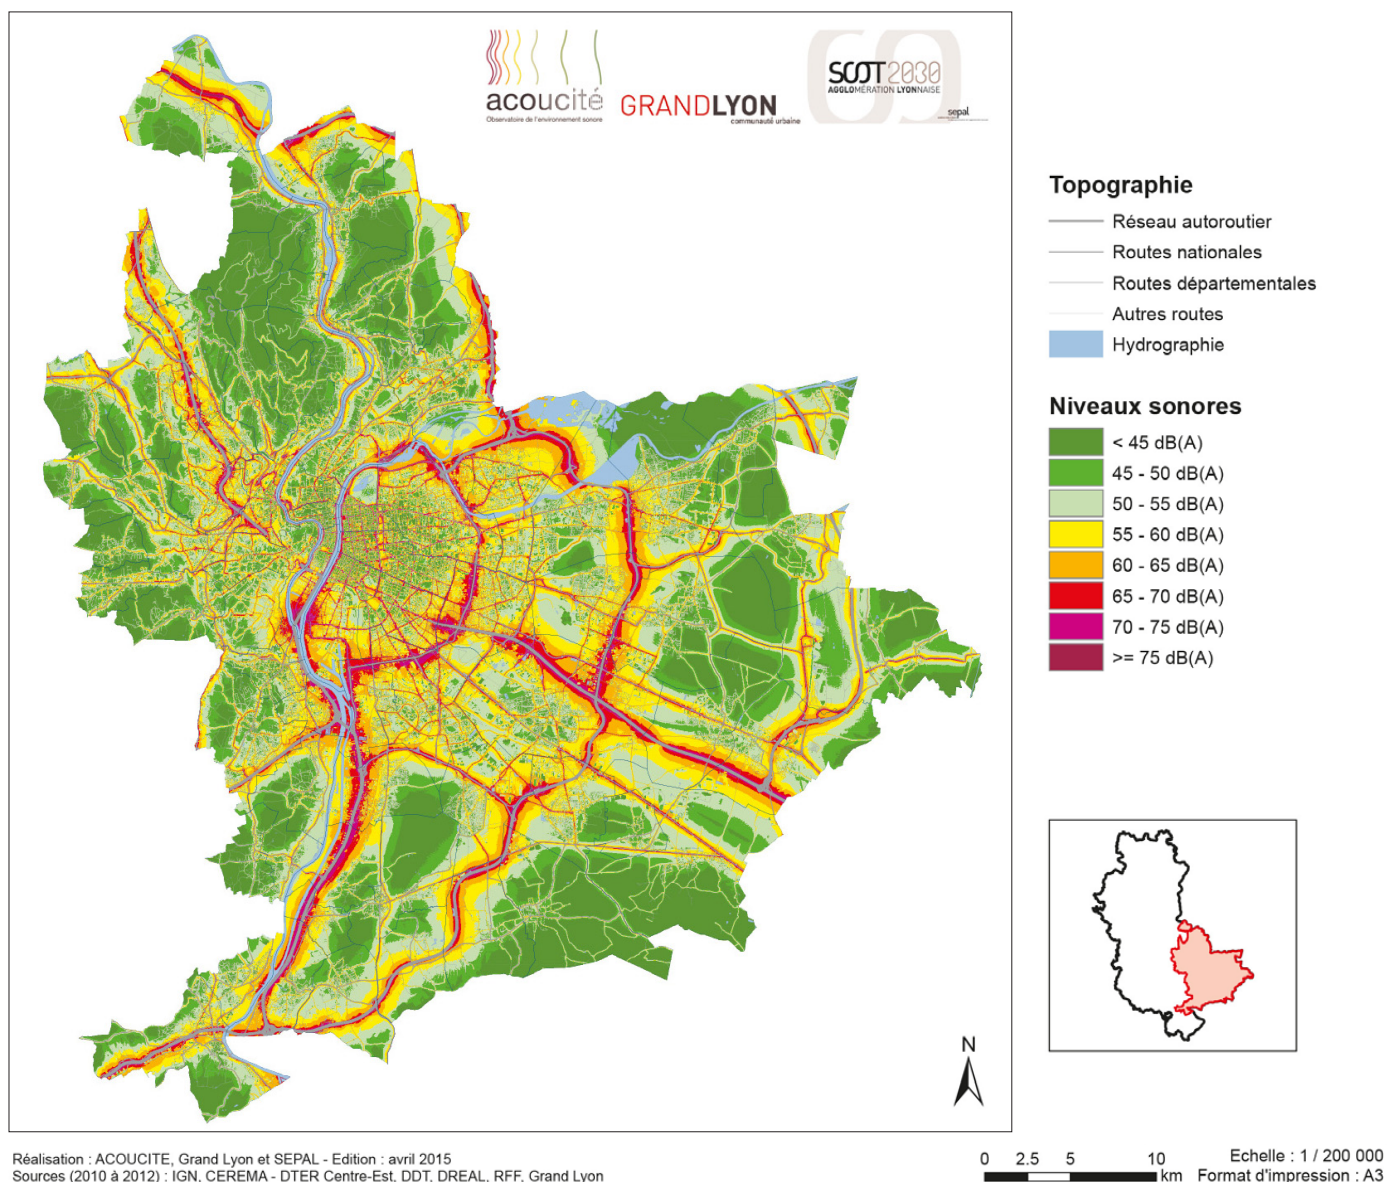 acoucité
Observatoire de l'environnement sonore
GRANDLYON
communauté urbaine
SCOT2030
AGGLOMÉRATION LYONNAISE
sepal
Topographie
Réseau autoroutier
Routes nationales
Routes départementales
Autres routes
Hydrographie
Niveaux sonores
< 45 dB(A)
45 - 50 dB(A)
50 - 55 dB(A)
55 - 60 dB(A)
60 - 65 dB(A)
65 - 70 dB(A)
70 - 75 dB(A)
>= 75 dB(A)
N
Réalisation : ACOUCITE, Grand Lyon et SEPAL - Edition : avril 2015
Sources (2010 à 2012) : IGN, CEREMA - DTER Centre-Est, DDT, DREAL, RFF, Grand Lyon
0 2.5 5 10 km
Echelle : 1 / 200 000
Format d'impression : A3